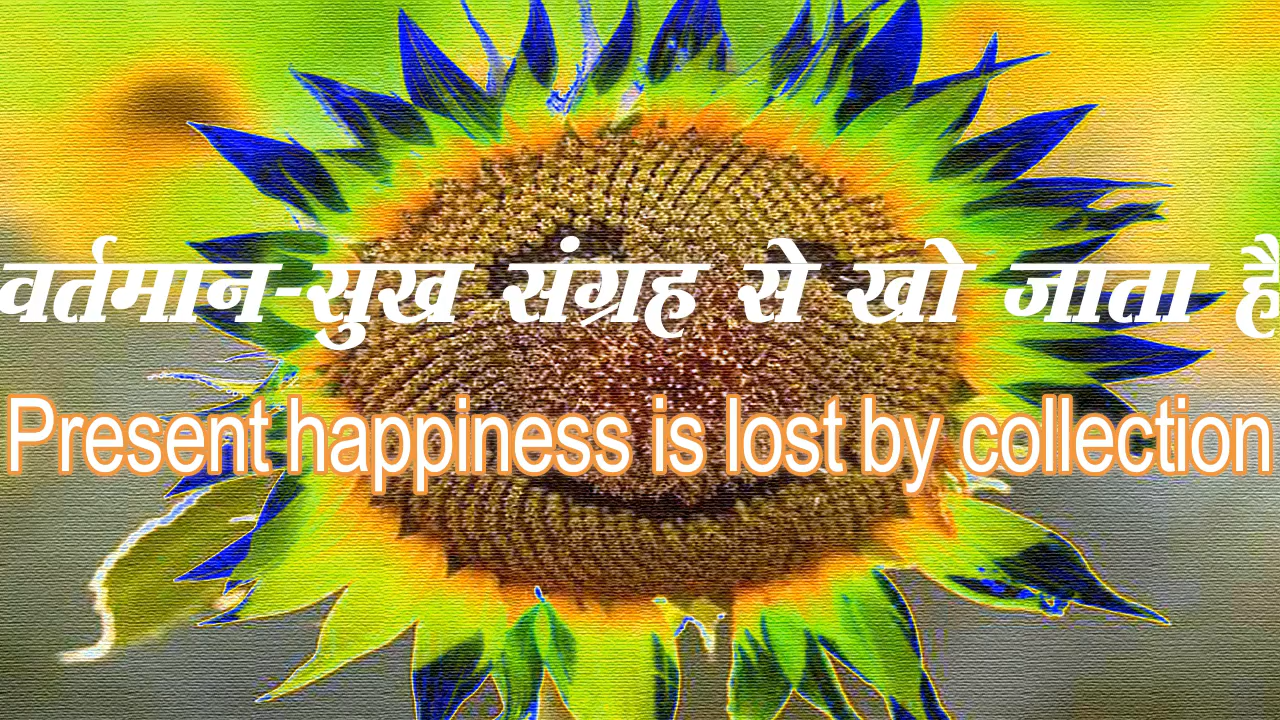 वर्तमान-सुख संग्रह से खो जाता है
Present happiness is lost by collection